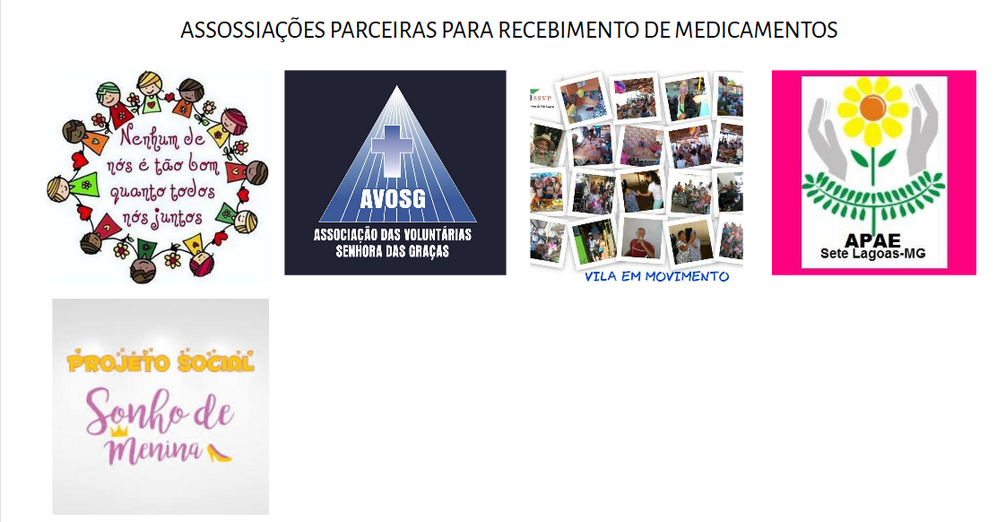 ASSOSSIAÇÕES PARCEIRAS PARA RECEBIMENTO DE MEDICAMENTOS
Nenhum de
nós é tão bom
quanto todos
nós juntos
AVOSG
ASSOCIAÇÃO DAS VOLUNTÁRIAS
SENHORA DAS GRAÇAS
SSVP
VILA EM MOVIMENTO
APAE
Sete Lagoas-MG
PROJETO SOCIAL
Sonho de
Menina